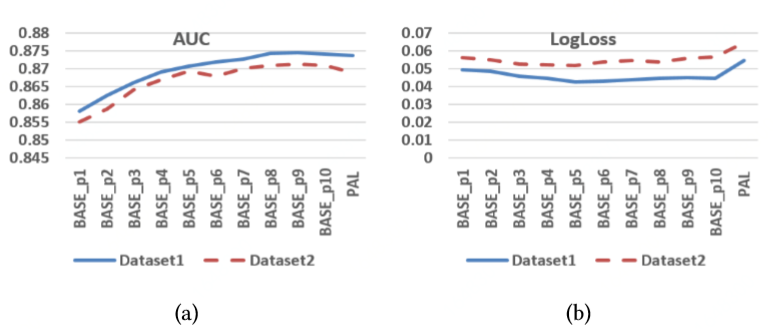 AUC
0.88
0.875
0.87
0.865
0.86
0.855
0.85
0.845
BASE_p1
BASE_p2
BASE_p3
BASE_p4
BASE_p5
BASE_p6
BASE_p7
BASE_p8
BASE_p9
BASE_p10
PAL
Dataset1 Dataset2
(a)
LogLoss
0.07
0.06
0.05
0.04
0.03
0.02
0.01
0
BASE_p1
BASE_p2
BASE_p3
BASE_p4
BASE_p5
BASE_p6
BASE_p7
BASE_p8
BASE_p9
BASE_p10
PAL
Dataset1 Dataset2
(b)